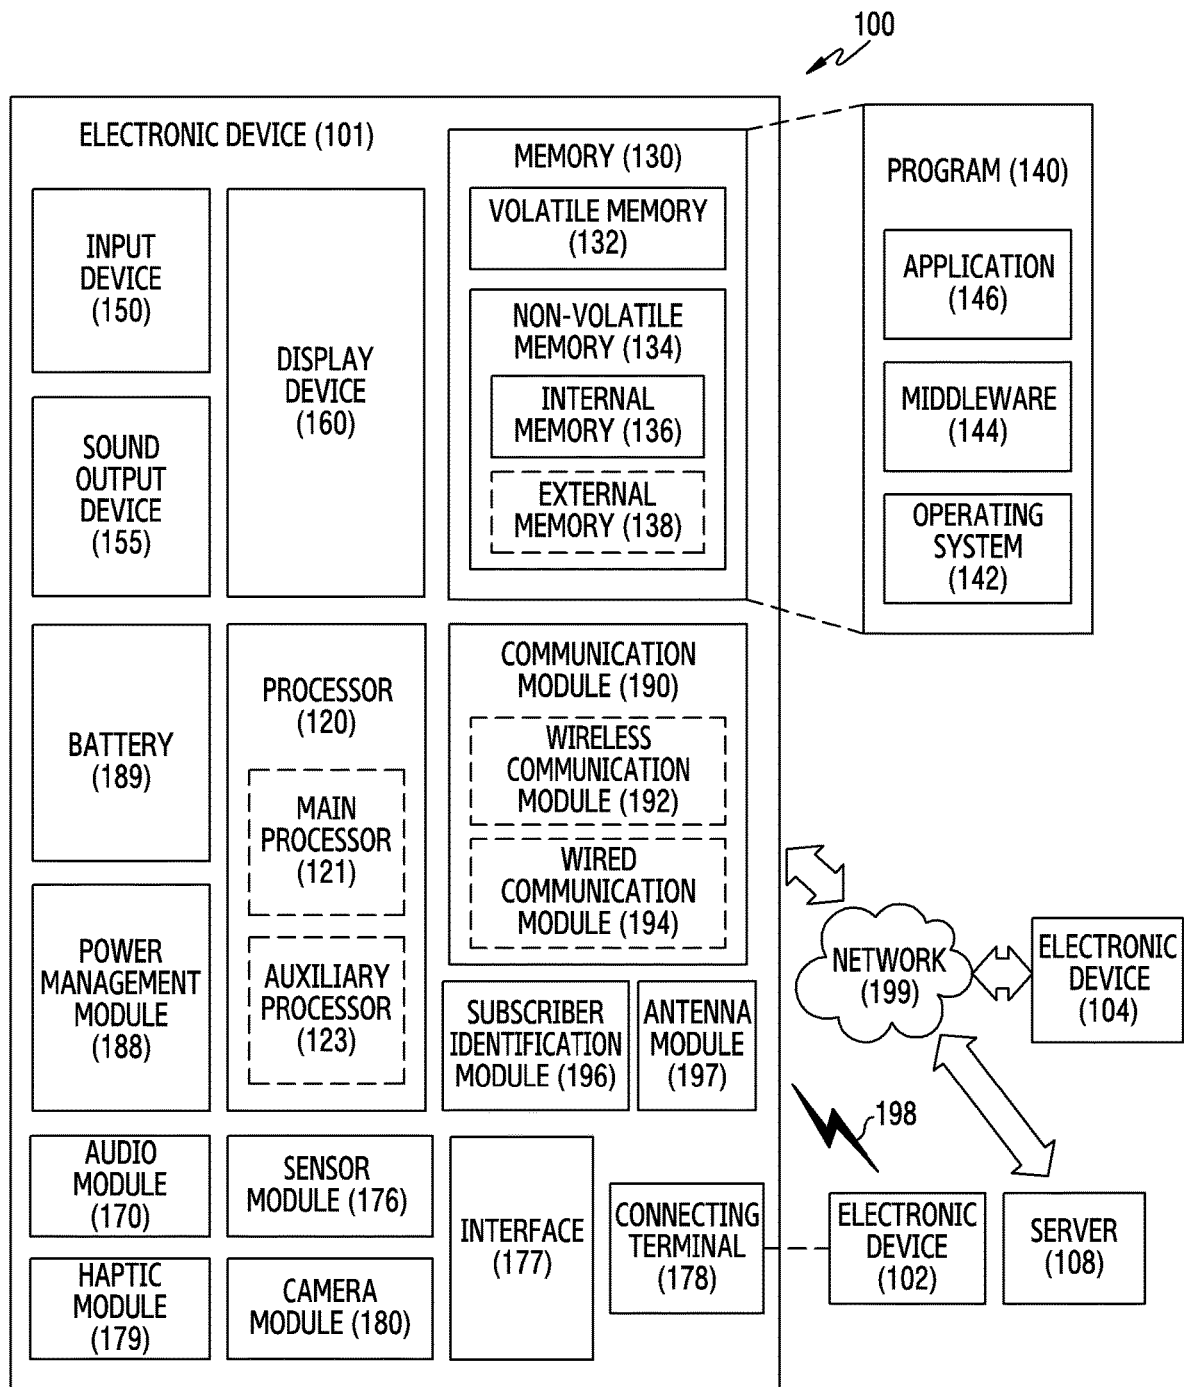 100
ELECTRONIC DEVICE (101)
INPUT
DEVICE
(150)
SOUND
OUTPUT
DEVICE
(155)
DISPLAY
DEVICE
(160)
MEMORY (130)
VOLATILE MEMORY
(132)
NON-VOLATILE
MEMORY (134)
INTERNAL
MEMORY (136)
EXTERNAL
MEMORY (138)
PROGRAM (140)
APPLICATION
(146)
MIDDLEWARE
(144)
OPERATING
SYSTEM
(142)
BATTERY
(189)
POWER
MANAGEMENT
MODULE
(188)
PROCESSOR
(120)
MAIN
PROCESSOR
(121)
AUXILIARY
PROCESSOR
(123)
COMMUNICATION
MODULE (190)
WIRELESS
COMMUNICATION
MODULE (192)
WIRED
COMMUNICATION
MODULE (194)
SUBSCRIBER
IDENTIFICATION
MODULE (196)
ANTENNA
MODULE
(197)
NETWORK
(199)
ELECTRONIC
DEVICE
(104)
198
AUDIO
MODULE
(170)
SENSOR
MODULE (176)
HAPTIC
MODULE
(179)
CAMERA
MODULE (180)
INTERFACE
(177)
CONNECTING
TERMINAL
(178)
ELECTRONIC
DEVICE
(102)
SERVER
(108)